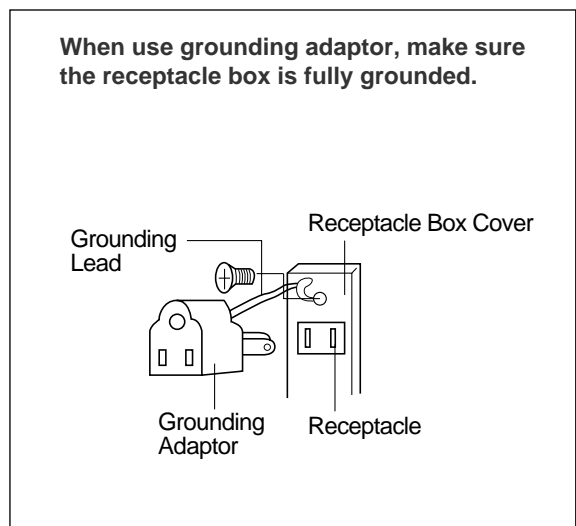 When use grounding adaptor, make sure
the receptacle box is fully grounded.
Receptacle Box Cover
Grounding
Lead
Grounding
Adaptor
Receptacle